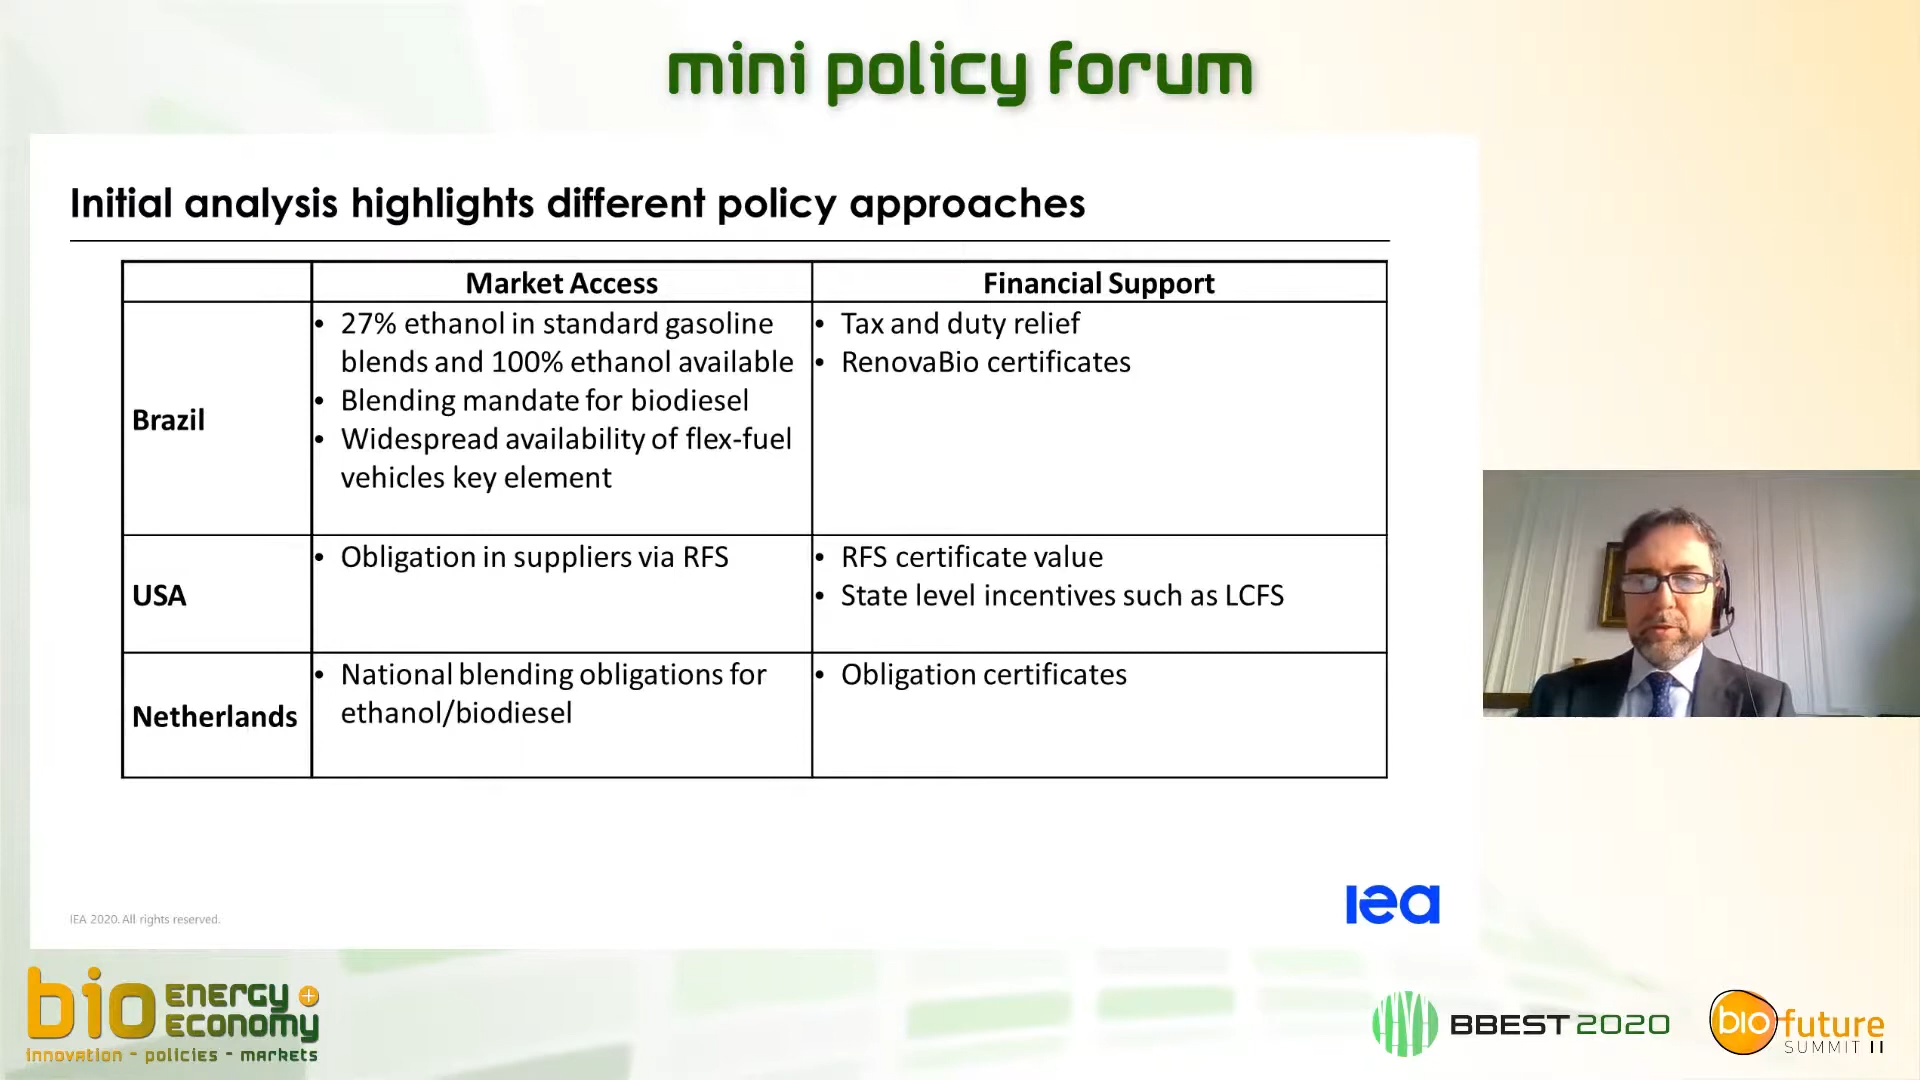 mini policy forum
Initial analysis highlights different policy approaches
Market Access
Financial Support
Brazil
• 27% ethanol in standard gasoline
blends and 100% ethanol available
• Blending mandate for biodiesel
• Widespread availability of flex-fuel
vehicles key element
• Tax and duty relief
• RenovaBio certificates
USA
• Obligation in suppliers via RFS
• RFS certificate value
• State level incentives such as LCFS
Netherlands
• National blending obligations for
ethanol/biodiesel
• Obligation certificates
IEA 2020. All rights reserved.
iea
bio ENERGY +
ECONOMY
innovation - policies - markets
BBEST 2020
biofuture
SUMMIT II